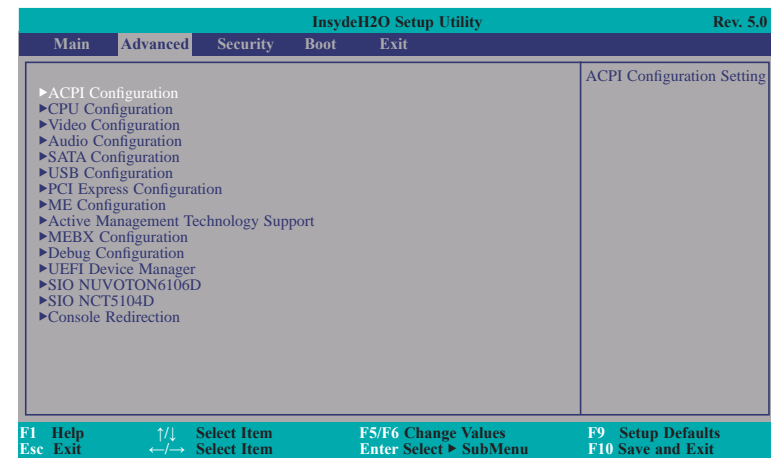 InsydeH2O Setup Utility Rev. 5.0
Main Advanced Security Boot Exit
ACPI Configuration Setting
►ACPI Configuration
►CPU Configuration
►Video Configuration
►Audio Configuration
►SATA Configuration
►USB Configuration
►PCI Express Configuration
►ME Configuration
►Active Management Technology Support
►MEBX Configuration
►Debug Configuration
►UEFI Device Manager
►SIO NUVOTON6106D
►SIO NCT5104D
►Console Redirection
F1 Help ↑/↓ Select Item F5/F6 Change Values F9 Setup Defaults
Esc Exit ←/→ Select Item Enter Select ► SubMenu F10 Save and Exit